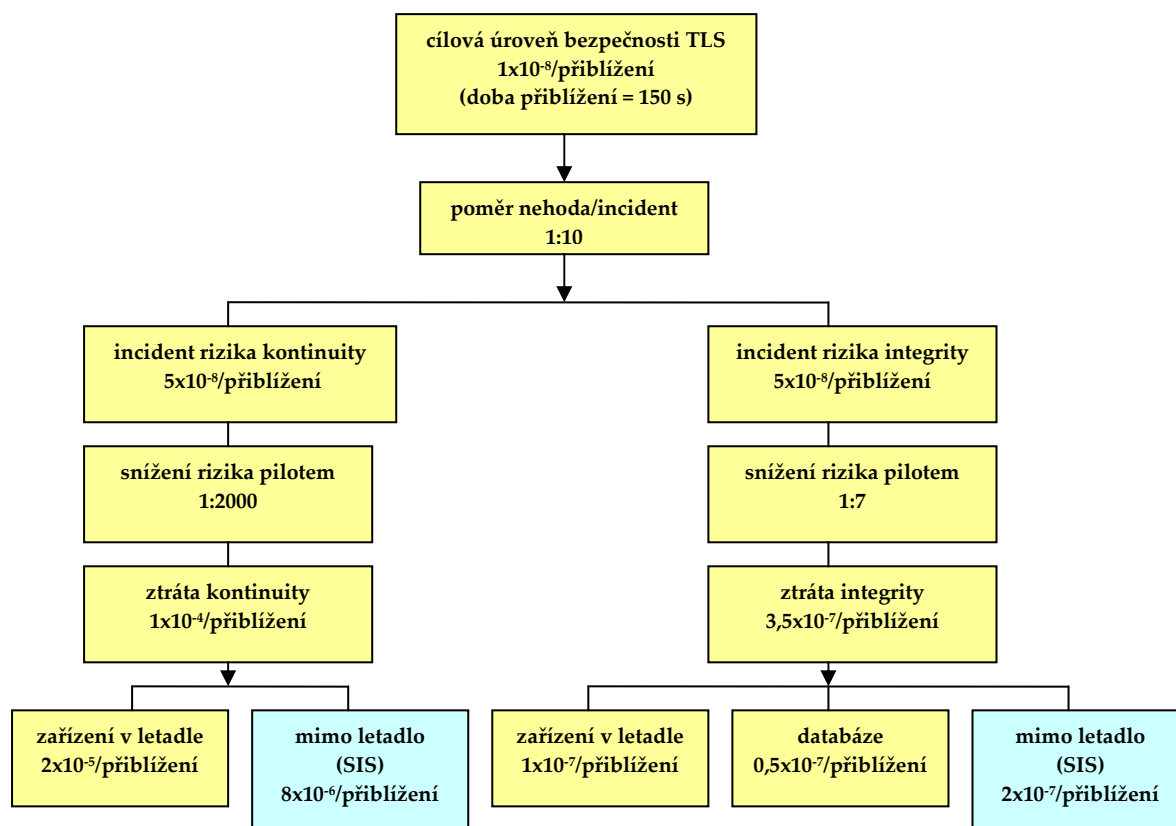 cílová úroveň bezpečnosti TLS
1x10⁻⁸/přiblížení
(doba přiblížení = 150 s)
poměr nehoda/incident
1:10
incident rizika kontinuity
5x10⁻⁸/přiblížení
incident rizika integrity
5x10⁻⁸/přiblížení
snížení rizika pilotem
1:2000
snížení rizika pilotem
1:7
ztráta kontinuity
1x10⁻⁴/přiblížení
ztráta integrity
3,5x10⁻⁷/přiblížení
zařízení v letadle
2x10⁻⁵/přiblížení
mimo letadlo
(SIS)
8x10⁻⁶/přiblížení
zařízení v letadle
1x10⁻⁷/přiblížení
databáze
0,5x10⁻⁷/přiblížení
mimo letadlo
(SIS)
2x10⁻⁷/přiblížení